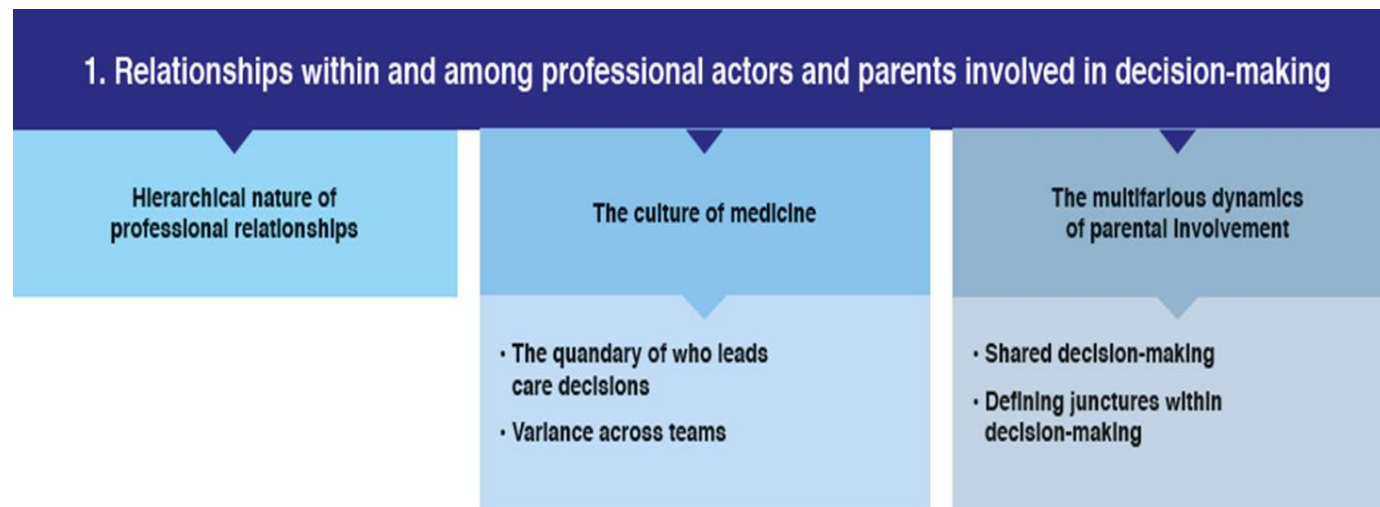 1. Relationships within and among professional actors and parents involved in decision-making
Hierarchical nature of
professional relationships
The culture of medicine
• The quandary of who leads
care decisions
• Variance across teams
The multifarious dynamics
of parental involvement
• Shared decision-making
• Defining junctures within
decision-making